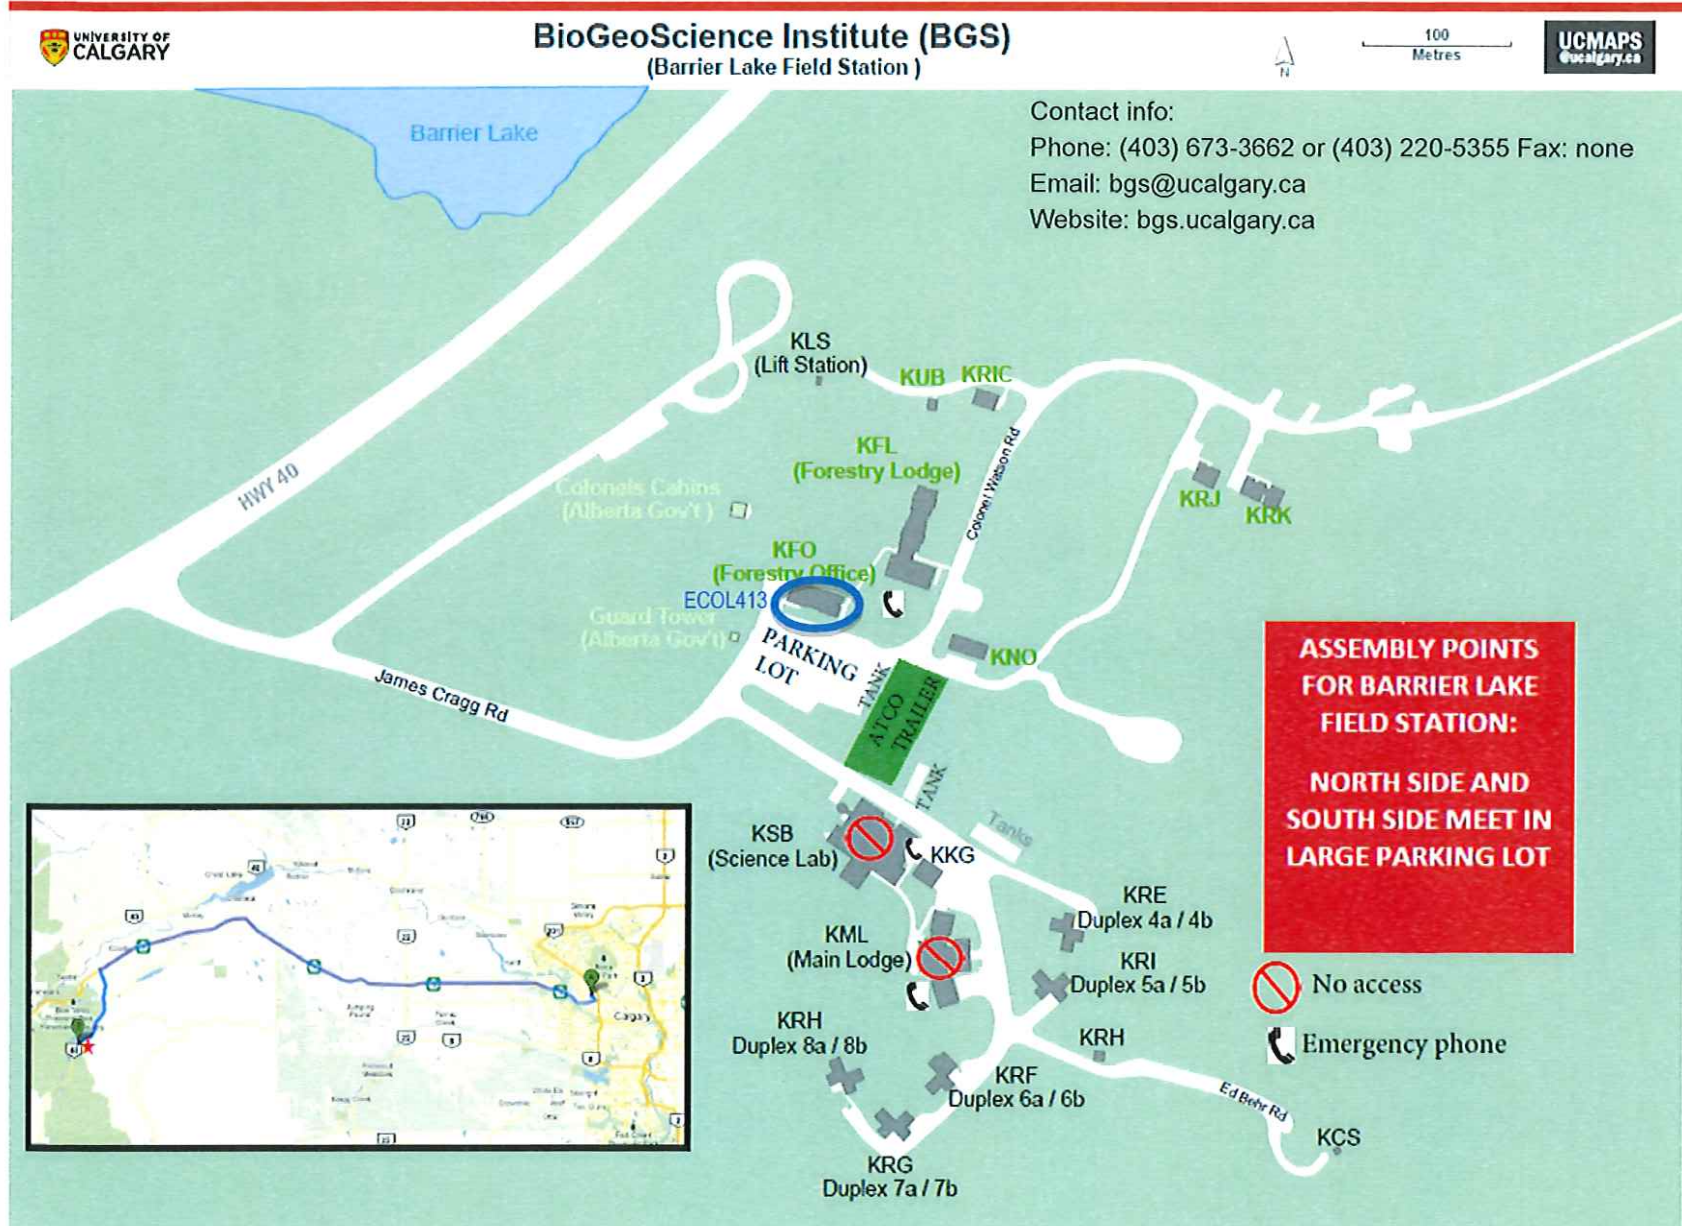 UNIVERSITY OF
CALGARY
BioGeoScience Institute (BGS)
(Barrier Lake Field Station )
N
100
Metres
UCMAPS
@ucalgary.ca
Contact info:
Phone: (403) 673-3662 or (403) 220-5355 Fax: none
Email: bgs@ucalgary.ca
Website: bgs.ucalgary.ca
Barrier Lake
HWY 40
KLS
(Lift Station)
KUB
KRIC
KFL
(Forestry Lodge)
Colonel Watson Rd
KRJ
KRK
Colonels Cabins
(Alberta Gov't )
KFO
(Forestry Office)
ECOL413
Guard Tower
(Alberta Gov't)
PARKING
LOT
KNO
TANK
ATCO
TRAILER
James Cragg Rd
TANK
Tanks
ASSEMBLY POINTS
FOR BARRIER LAKE
FIELD STATION:
NORTH SIDE AND
SOUTH SIDE MEET IN
LARGE PARKING LOT
KSB
(Science Lab)
KKG
KRE
Duplex 4a / 4b
KML
(Main Lodge)
KRI
Duplex 5a / 5b
No access
Emergency phone
KRH
Duplex 8a / 8b
KRH
KRF
Duplex 6a / 6b
Ed Behr Rd
KCS
KRG
Duplex 7a / 7b
Calgary